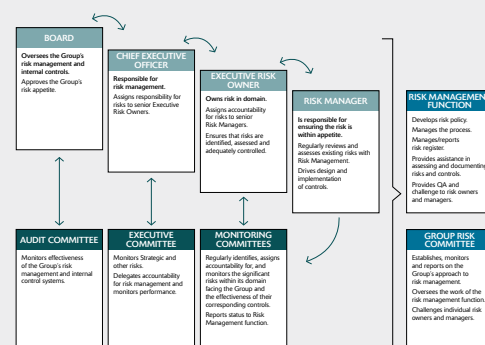 BOARD
Oversees the Group's
risk management and
internal controls.
Approves the Group's
risk appetite.
CHIEF EXECUTIVE
OFFICER
Responsible for
risk management.
Assigns responsibility for
risks to senior Executive
Risk Owners.
EXECUTIVE RISK
OWNER
Owns risk in domain.
Assigns accountability
for risks to senior
Risk Managers.
Ensures that risks are
identified, assessed and
adequately controlled.
RISK MANAGER
Is responsible for
ensuring the risk is
within appetite.
Regularly reviews and
assesses existing risks with
Risk Management.
Drives design and
implementation
of controls.
RISK MANAGEMENT
FUNCTION
Develops risk policy.
Manages the process.
Manages/reports
risk register.
Provides assistance in
assessing and documenting
risks and controls.
Provides QA and
challenge to risk owners
and managers.
AUDIT COMMITTEE
Monitors effectiveness
of the Group's risk
management and internal
control systems.
EXECUTIVE
COMMITTEE
Monitors Strategic and
other risks.
Delegates accountability
for risk management and
monitors performance.
MONITORING
COMMITTEES
Regularly identifies, assigns
accountability for, and
monitors the significant
risks within its domain
facing the Group and
the effectiveness of their
corresponding controls.
Reports status to Risk
Management function.
GROUP RISK
COMMITTEE
Establishes, monitors
and reports on the
Group's approach to
risk management.
Oversees the work of the
risk management function.
Challenges individual risk
owners and managers.